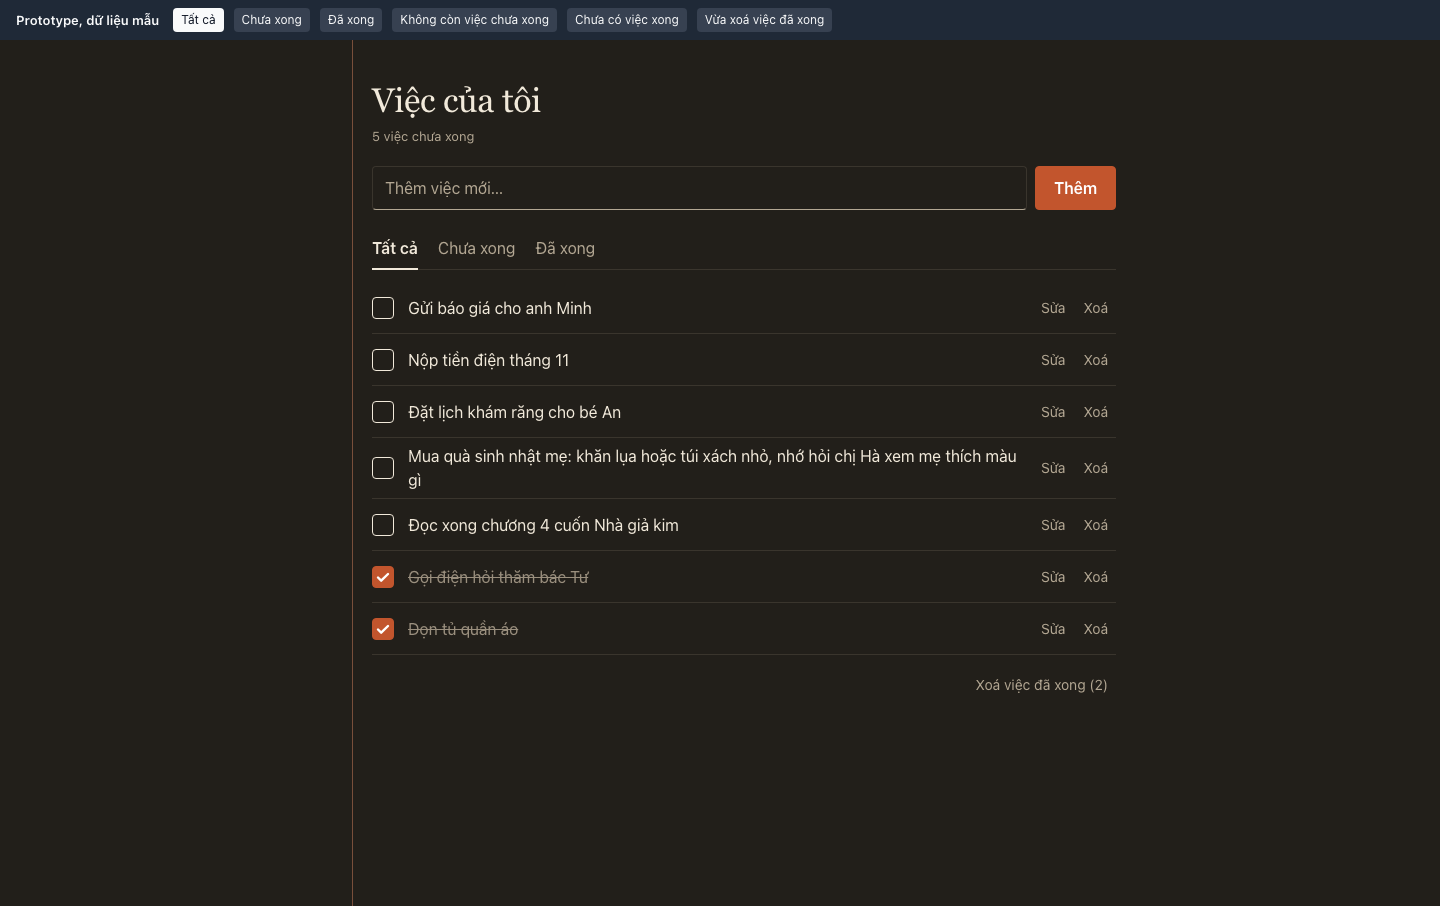 Prototype, dữ liệu mẫu Tất cả Chưa xong Đã xong Không còn việc chưa xong Chưa có việc xong Vừa xoá việc đã xong
Việc của tôi
5 việc chưa xong
Thêm việc mới... Thêm
Tất cả Chưa xong Đã xong
Gửi báo giá cho anh Minh Sửa Xoá
Nộp tiền điện tháng 11 Sửa Xoá
Đặt lịch khám răng cho bé An Sửa Xoá
Mua quà sinh nhật mẹ: khăn lụa hoặc túi xách nhỏ, nhớ hỏi chị Hà xem mẹ thích màu
gì Sửa Xoá
Đọc xong chương 4 cuốn Nhà giả kim Sửa Xoá
Gọi điện hỏi thăm bác Tư Sửa Xoá
Dọn tủ quần áo Sửa Xoá
Xoá việc đã xong (2)